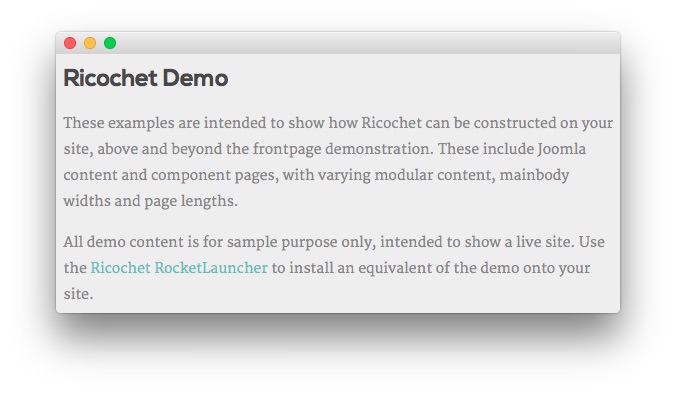 Ricochet Demo
These examples are intended to show how Ricochet can be constructed on your
site, above and beyond the frontpage demonstration. These include Joomla
content and component pages, with varying modular content, mainbody
widths and page lengths.
All demo content is for sample purpose only, intended to show a live site. Use
the Ricochet RocketLauncher to install an equivalent of the demo onto your
site.